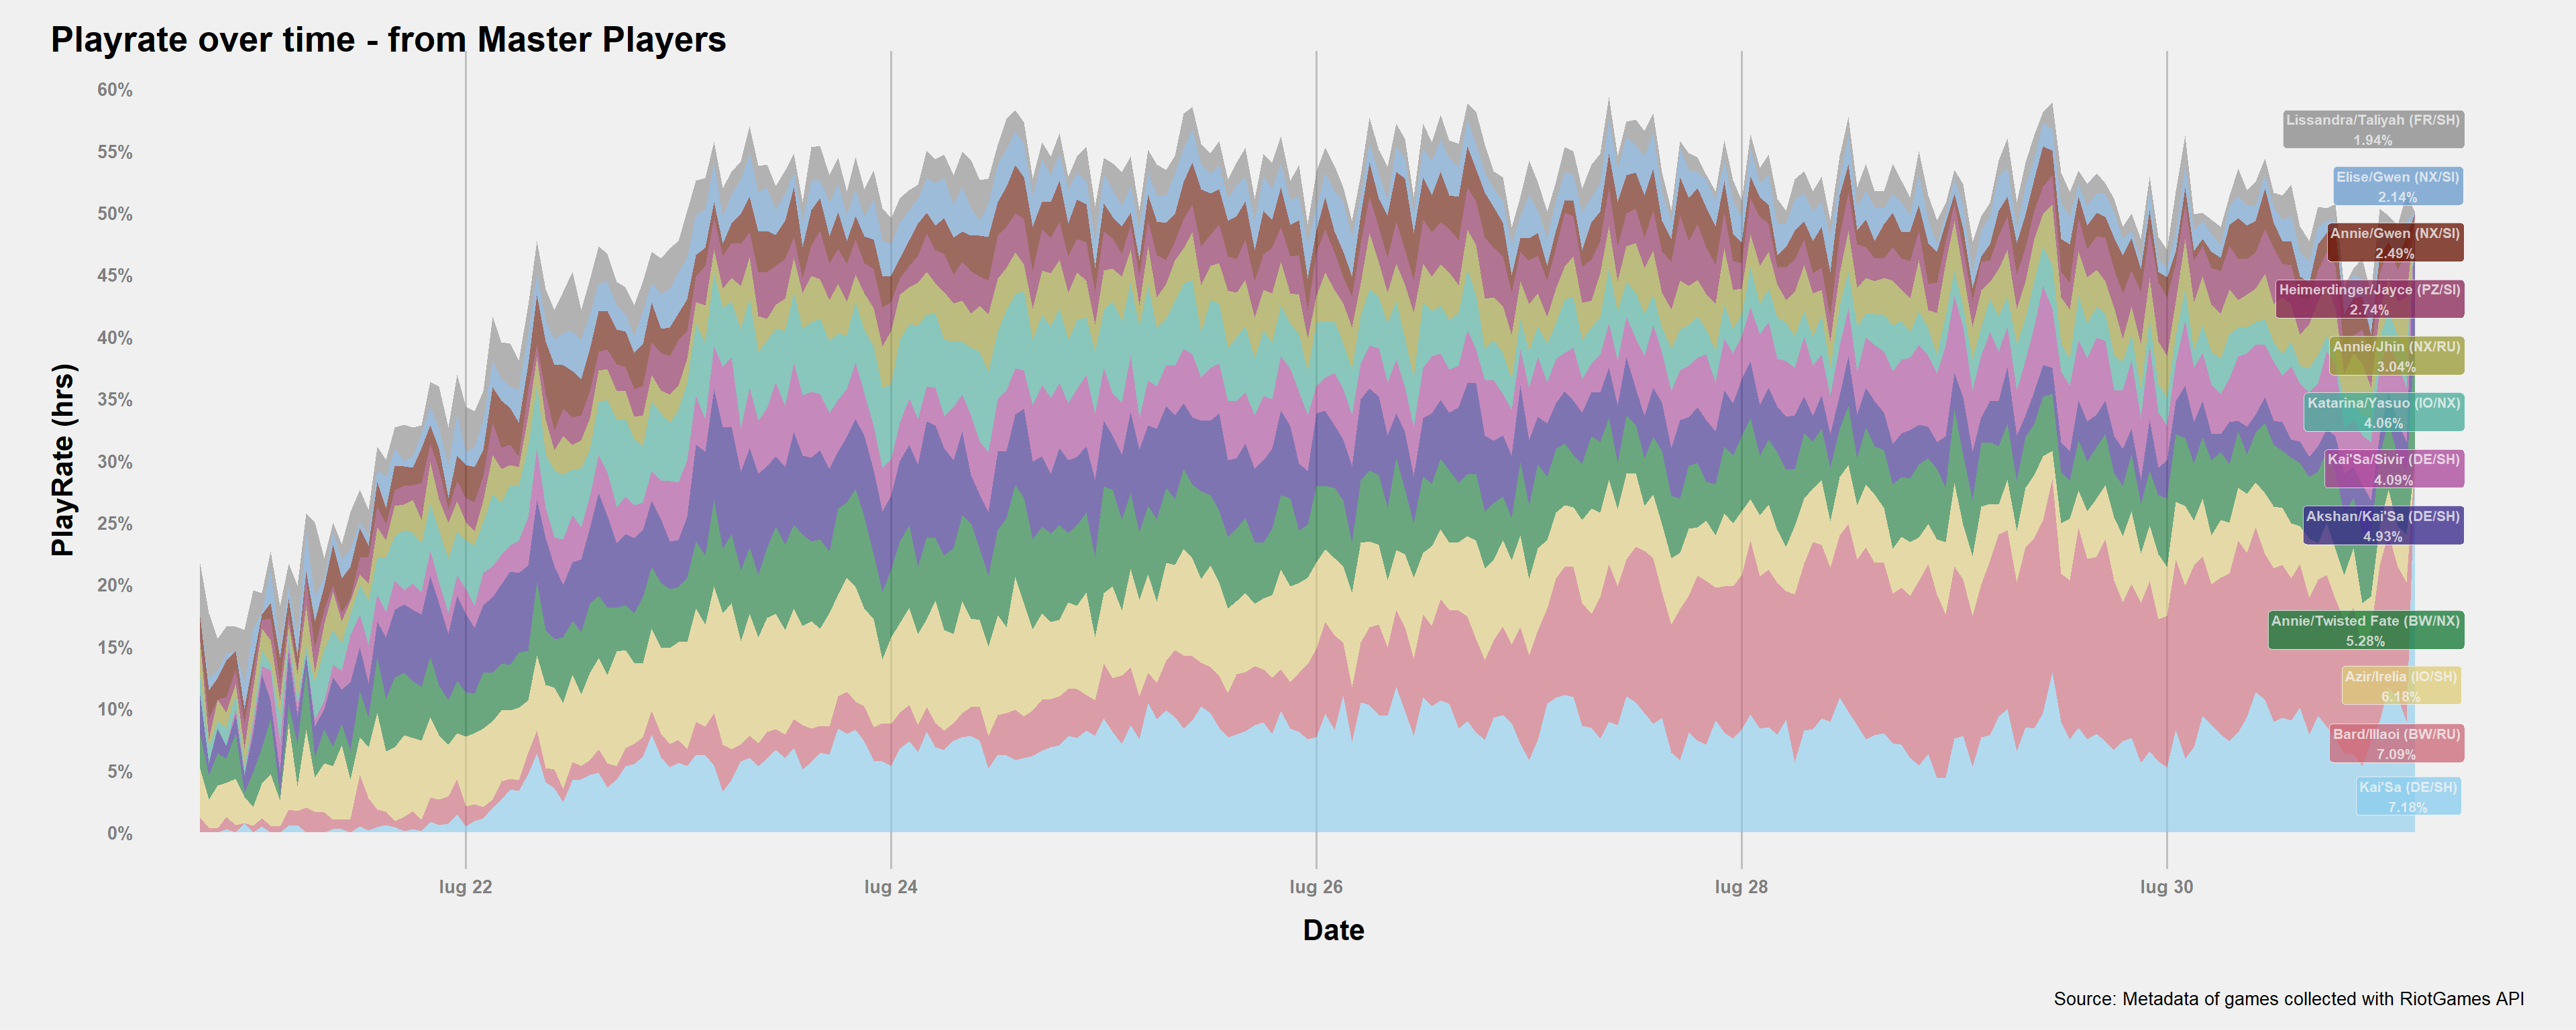 Playrate over time - from Master Players
60%
55%
50%
45%
40%
35%
30%
25%
20%
15%
10%
5%
0%
PlayRate (hrs)
Lissandra/Taliyah (FR/SH)
1.94%
Elise/Gwen (NX/SI)
2.14%
Annie/Gwen (NX/SI)
2.49%
Heimerdinger/Jayce (PZ/SI)
2.74%
Annie/Jhin (NX/RU)
3.04%
Katarina/Yasuo (IO/NX)
4.06%
Kai'Sa/Sivir (DE/SH)
4.09%
Akshan/Kai'Sa (DE/SH)
4.93%
Annie/Twisted Fate (BW/NX)
5.28%
Azir/Irelia (IO/SH)
6.18%
Bard/Illaoi (BW/RU)
7.09%
Kai'Sa (DE/SH)
7.18%
lug 22
lug 24
lug 26
lug 28
lug 30
Date
Source: Metadata of games collected with RiotGames API